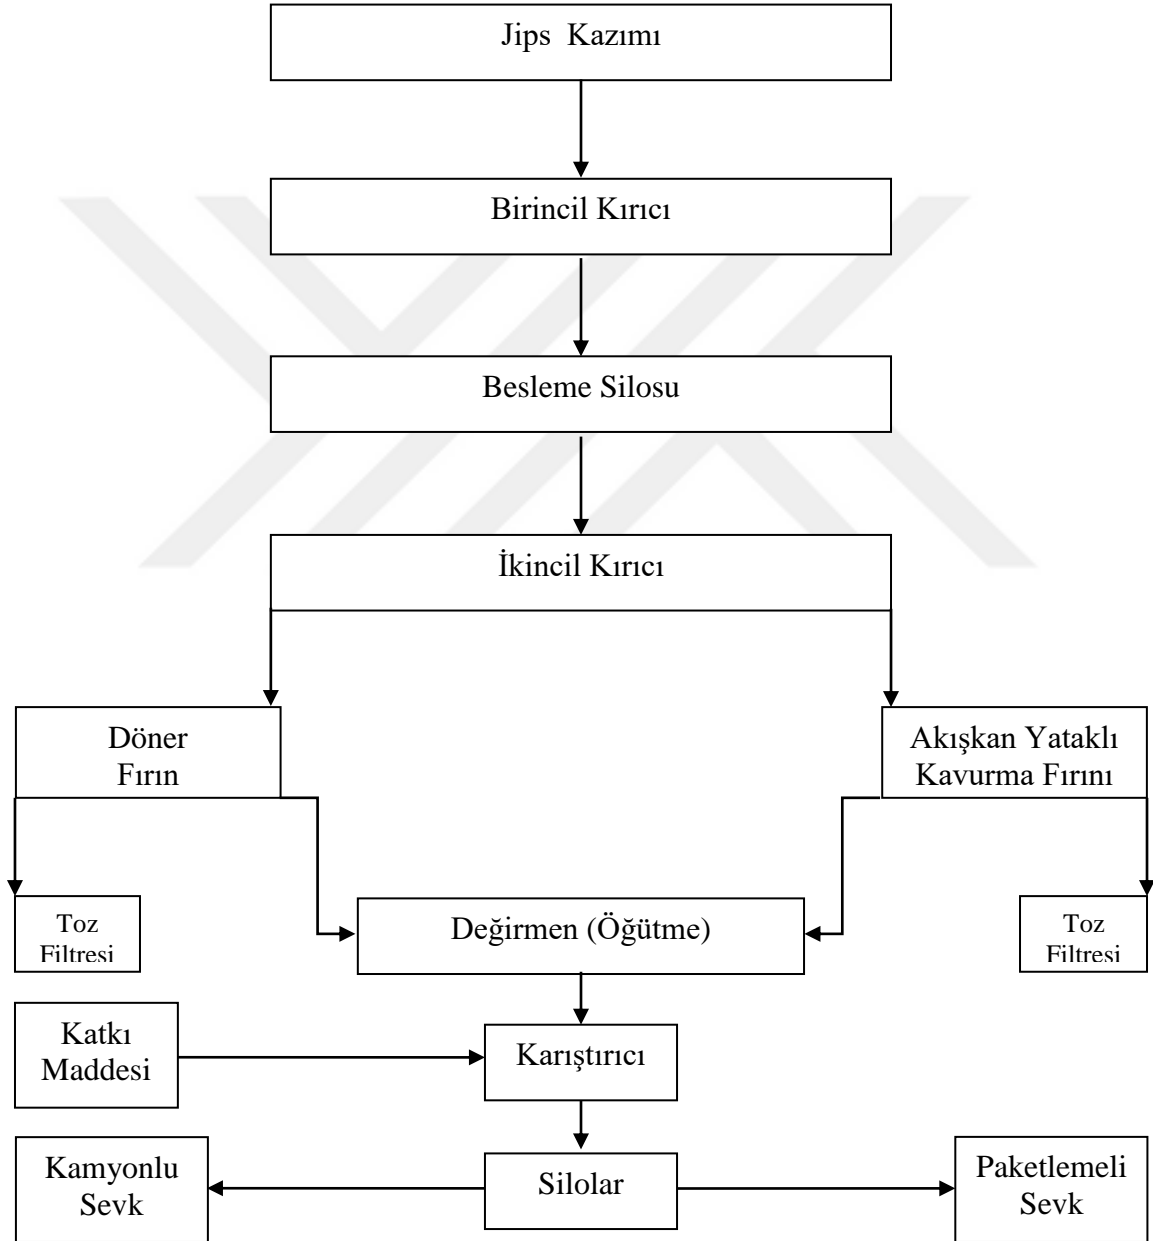 Jips Kazımı
Birincil Kırıcı
Besleme Silosu
İkincil Kırıcı
Döner
Fırın
Akışkan Yataklı
Kavurma Fırını
Toz
Filtresi
Değirmen (Öğütme)
Toz
Filtresi
Katkı
Maddesi
Karıştırıcı
Kamyonlu
Sevk
Silolar
Paketlemeli
Sevk